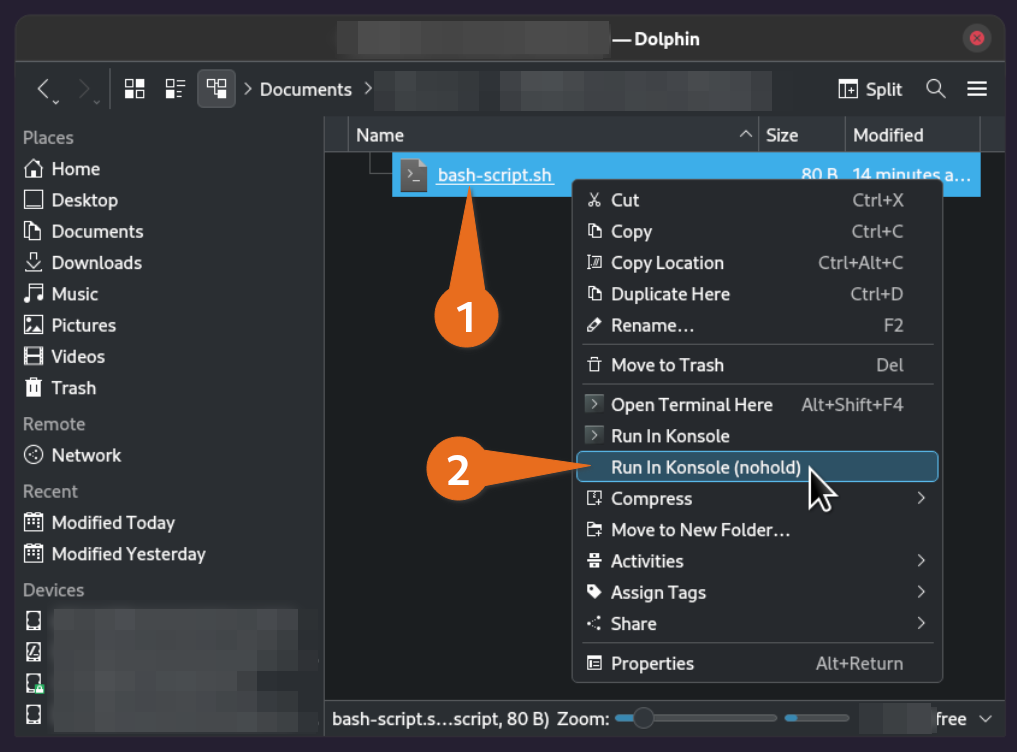 — Dolphin
Documents
Split
Places
Home
Desktop
Documents
Downloads
Music
Pictures
Videos
Trash
Remote
Network
Recent
Modified Today
Modified Yesterday
Devices
Name Size Modified
bash-script.sh 80 B 14 minutes a…
1
2
Cut Ctrl+X
Copy Ctrl+C
Copy Location Ctrl+Alt+C
Duplicate Here Ctrl+D
Rename… F2
Move to Trash Del
Open Terminal Here Alt+Shift+F4
Run In Konsole
Run In Konsole (nohold)
Compress
Move to New Folder…
Activities
Assign Tags
Share
Properties Alt+Return
bash-script.s…script, 80 B) Zoom: free